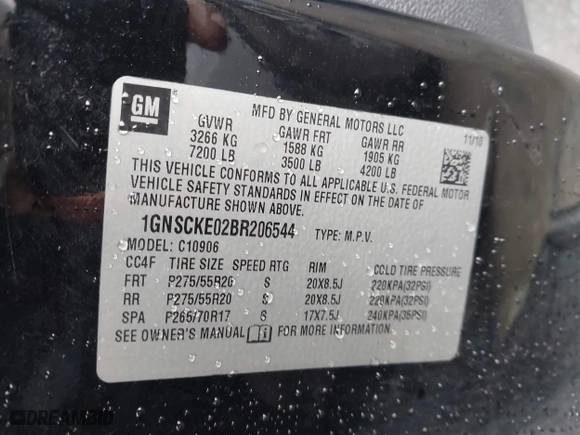 GM
MFD BY GENERAL MOTORS LLC
GVWR GAWR FRT GAWR RR 11/10
3266 KG 1588 KG 1905 KG
7200 LB 3500 LB 4200 LB
THIS VEHICLE CONFORMS TO ALL APPLICABLE U.S. FEDERAL MOTOR
VEHICLE SAFETY STANDARDS IN EFFECT ON THE DATE OF
MANUFACTURE SHOWN ABOVE.
1GNSCKE02BR206544 TYPE: M.P.V.
MODEL: C10906
CC4F TIRE SIZE SPEED RTG RIM CCLD TIRE PRESSURE
FRT P275/55R20 S 20X8.5J 220KPA(32PSI)
RR P275/55R20 S 20X8.5J 220KPA(32PSI)
SPA P265/70R17 S 17X7.5J 240KPA(35PSI)
SEE OWNER'S MANUAL FOR MORE INFORMATION.
DREAMBID